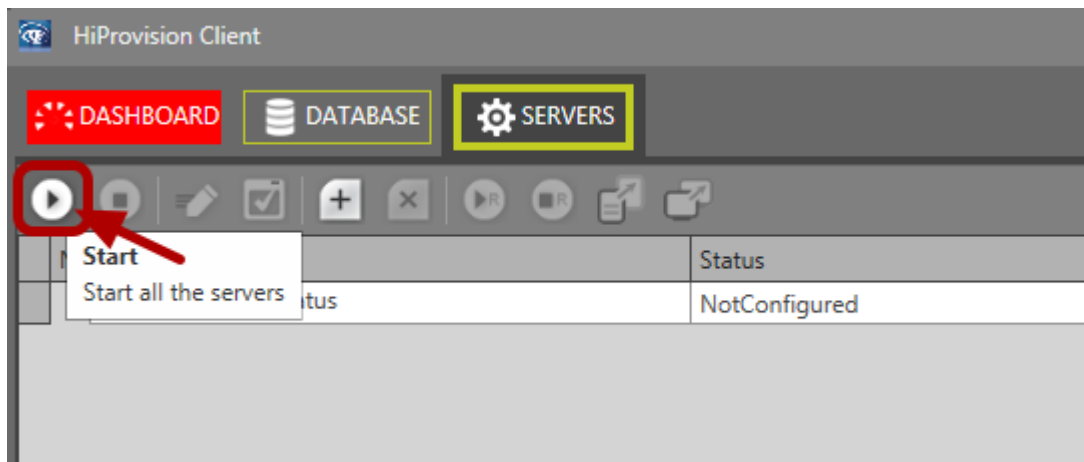 HiProvision Client
DASHBOARD
DATABASE
SERVERS
R
R
Start
Start all the servers
Status
tus
NotConfigured